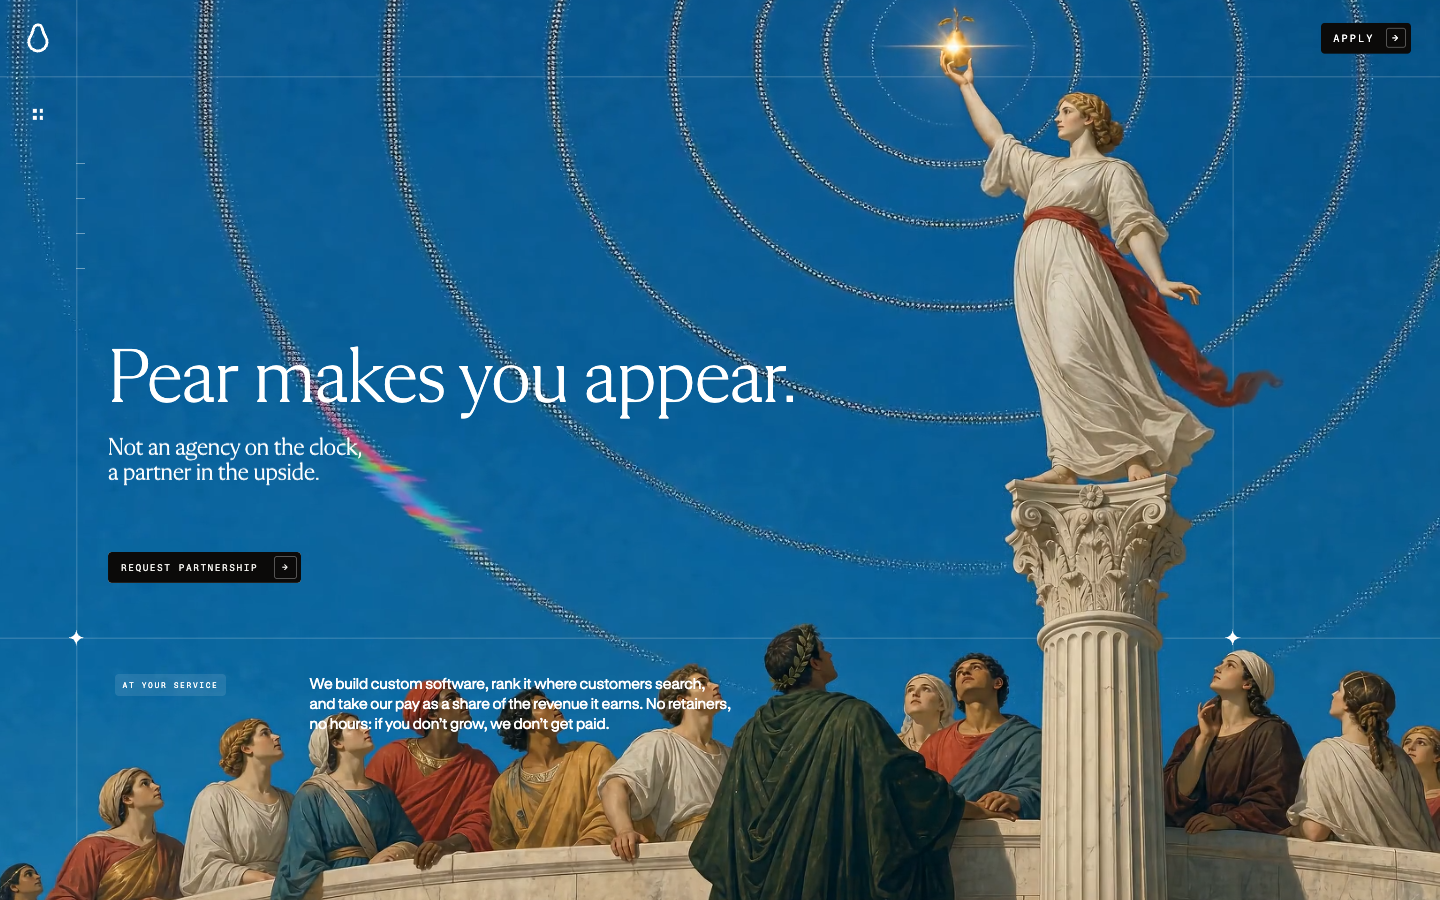 APPLY
Pear makes you appear.
Not an agency on the clock,
a partner in the upside.
REQUEST PARTNERSHIP
AT YOUR SERVICE
We build custom software, rank it where customers search,
and take our pay as a share of the revenue it earns. No retainers,
no hours: if you don’t grow, we don’t get paid.